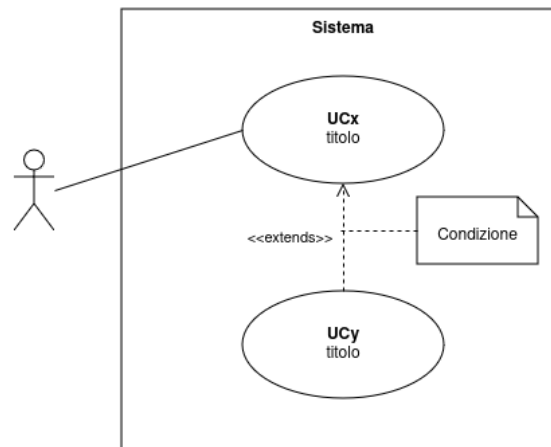 Sistema
UCx
titolo
<<extends>>
Condizione
UCy
titolo